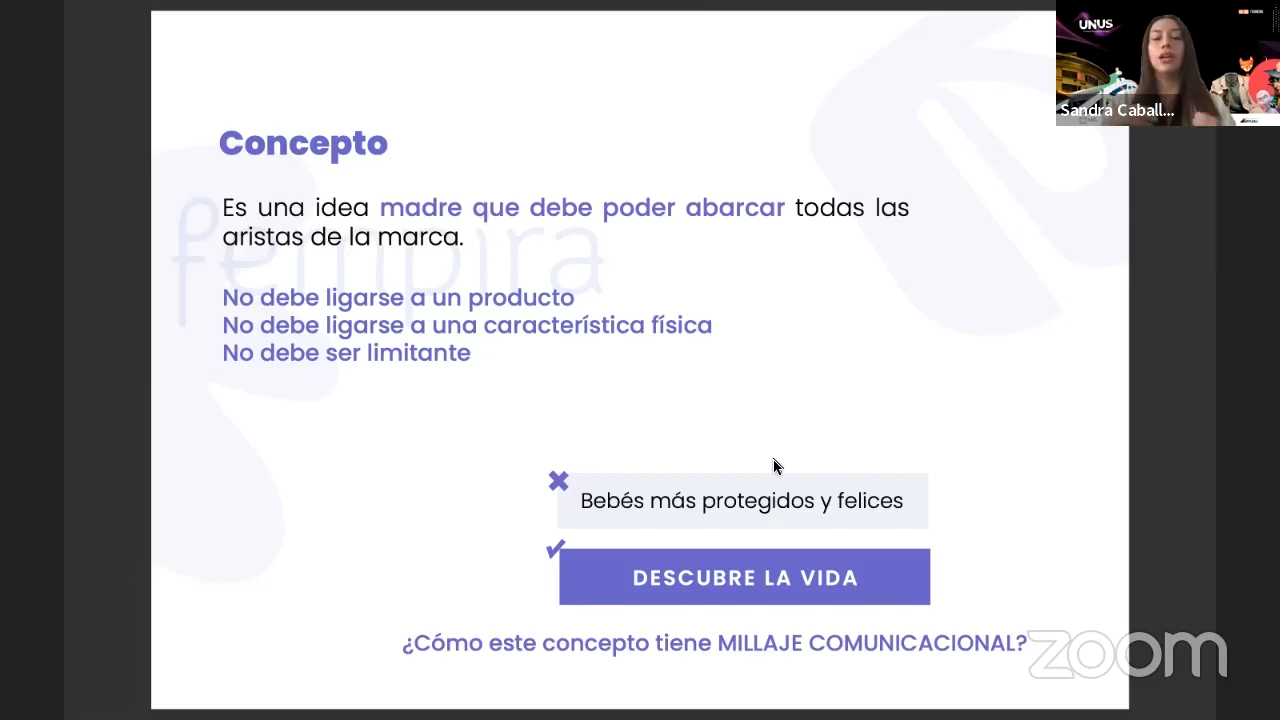 UNUS
Sandra Caball...
Concepto
Es una idea madre que debe poder abarcar todas las
aristas de la marca.
fempira
No debe ligarse a un producto
No debe ligarse a una característica física
No debe ser limitante
Bebés más protegidos y felices
DESCUBRE LA VIDA
¿Cómo este concepto tiene MILLAJE COMUNICACIONAL?
zoom